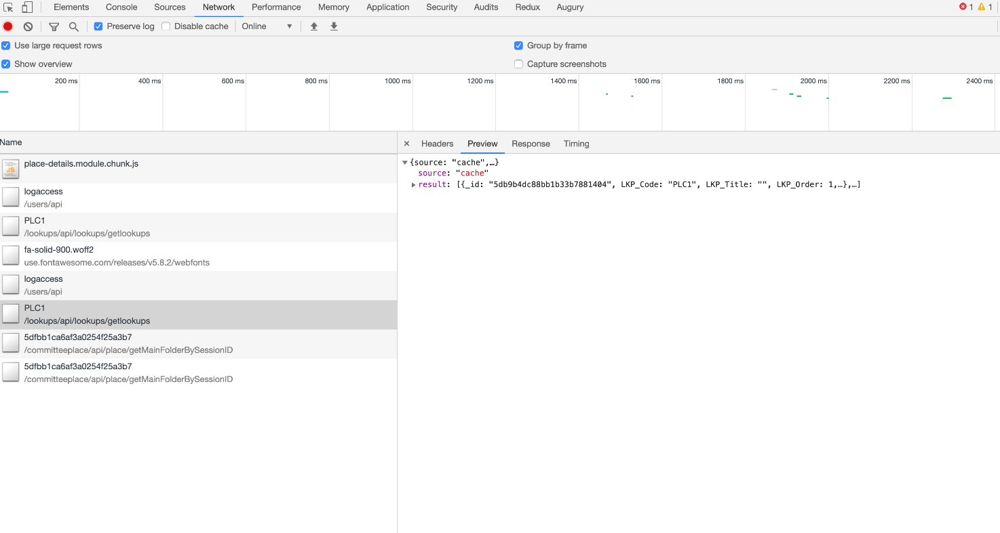 Elements Console Sources Network Performance Memory Application Security Audits Redux Augury 1 1
Preserve log Disable cache Online
Use large request rows Group by frame
Show overview Capture screenshots
200 ms 400 ms 600 ms 800 ms 1000 ms 1200 ms 1400 ms 1600 ms 1800 ms 2000 ms 2200 ms 2400 ms
Name
place-details.module.chunk.js
JS
logaccess
/users/api
PLC1
/lookups/api/lookups/getlookups
fa-solid-900.woff2
use.fontawesome.com/releases/v5.8.2/webfonts
logaccess
/users/api
PLC1
/lookups/api/lookups/getlookups
5dfbb1ca6af3a0254f25a3b7
/committeeplace/api/place/getMainFolderBySessionID
5dfbb1ca6af3a0254f25a3b7
/committeeplace/api/place/getMainFolderBySessionID
× Headers Preview Response Timing
▼{source: "cache",…}
source: "cache"
▶result: [{_id: "5db9b4dc88bb1b33b7881404", LKP_Code: "PLC1", LKP_Title: "", LKP_Order: 1,…},…]